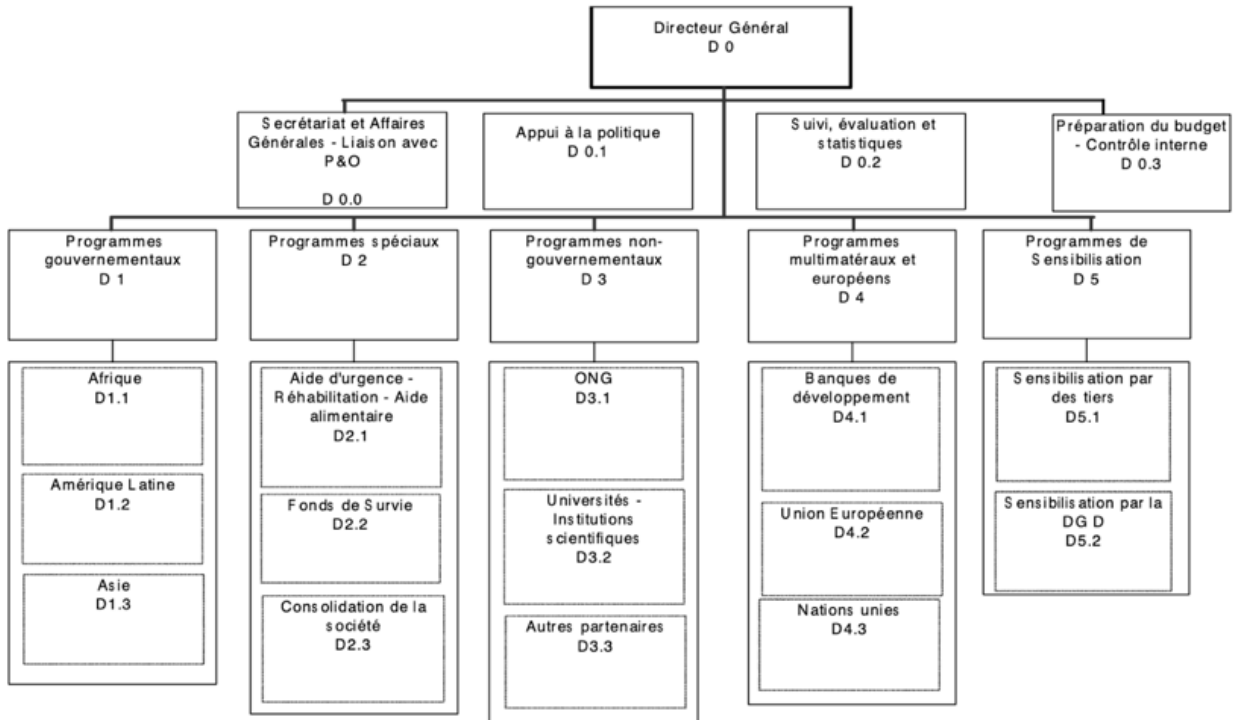 Directeur Général
D 0
Secrétariat et Affaires
Générales - Liaison avec
P&O
D 0.0
Appui à la politique
D 0.1
Suivi, évaluation et
statistiques
D 0.2
Préparation du budget
- Contrôle interne
D 0.3
Programmes
gouvernementaux
D 1
Programmes spéciaux
D 2
Programmes non-
gouvernementaux
D 3
Programmes
multimatéraux et
européens
D 4
Programmes de
Sensibilisation
D 5
Afrique
D1.1
Amérique Latine
D1.2
Asie
D1.3
Aide d'urgence -
Réhabilitation - Aide
alimentaire
D2.1
Fonds de Survie
D2.2
Consolidation de la
société
D2.3
ONG
D3.1
Universités -
Institutions
scientifiques
D3.2
Autres partenaires
D3.3
Banques de
développement
D4.1
Union Européenne
D4.2
Nations unies
D4.3
Sensibilisation par
des tiers
D5.1
Sensibilisation par la
DGD
D5.2